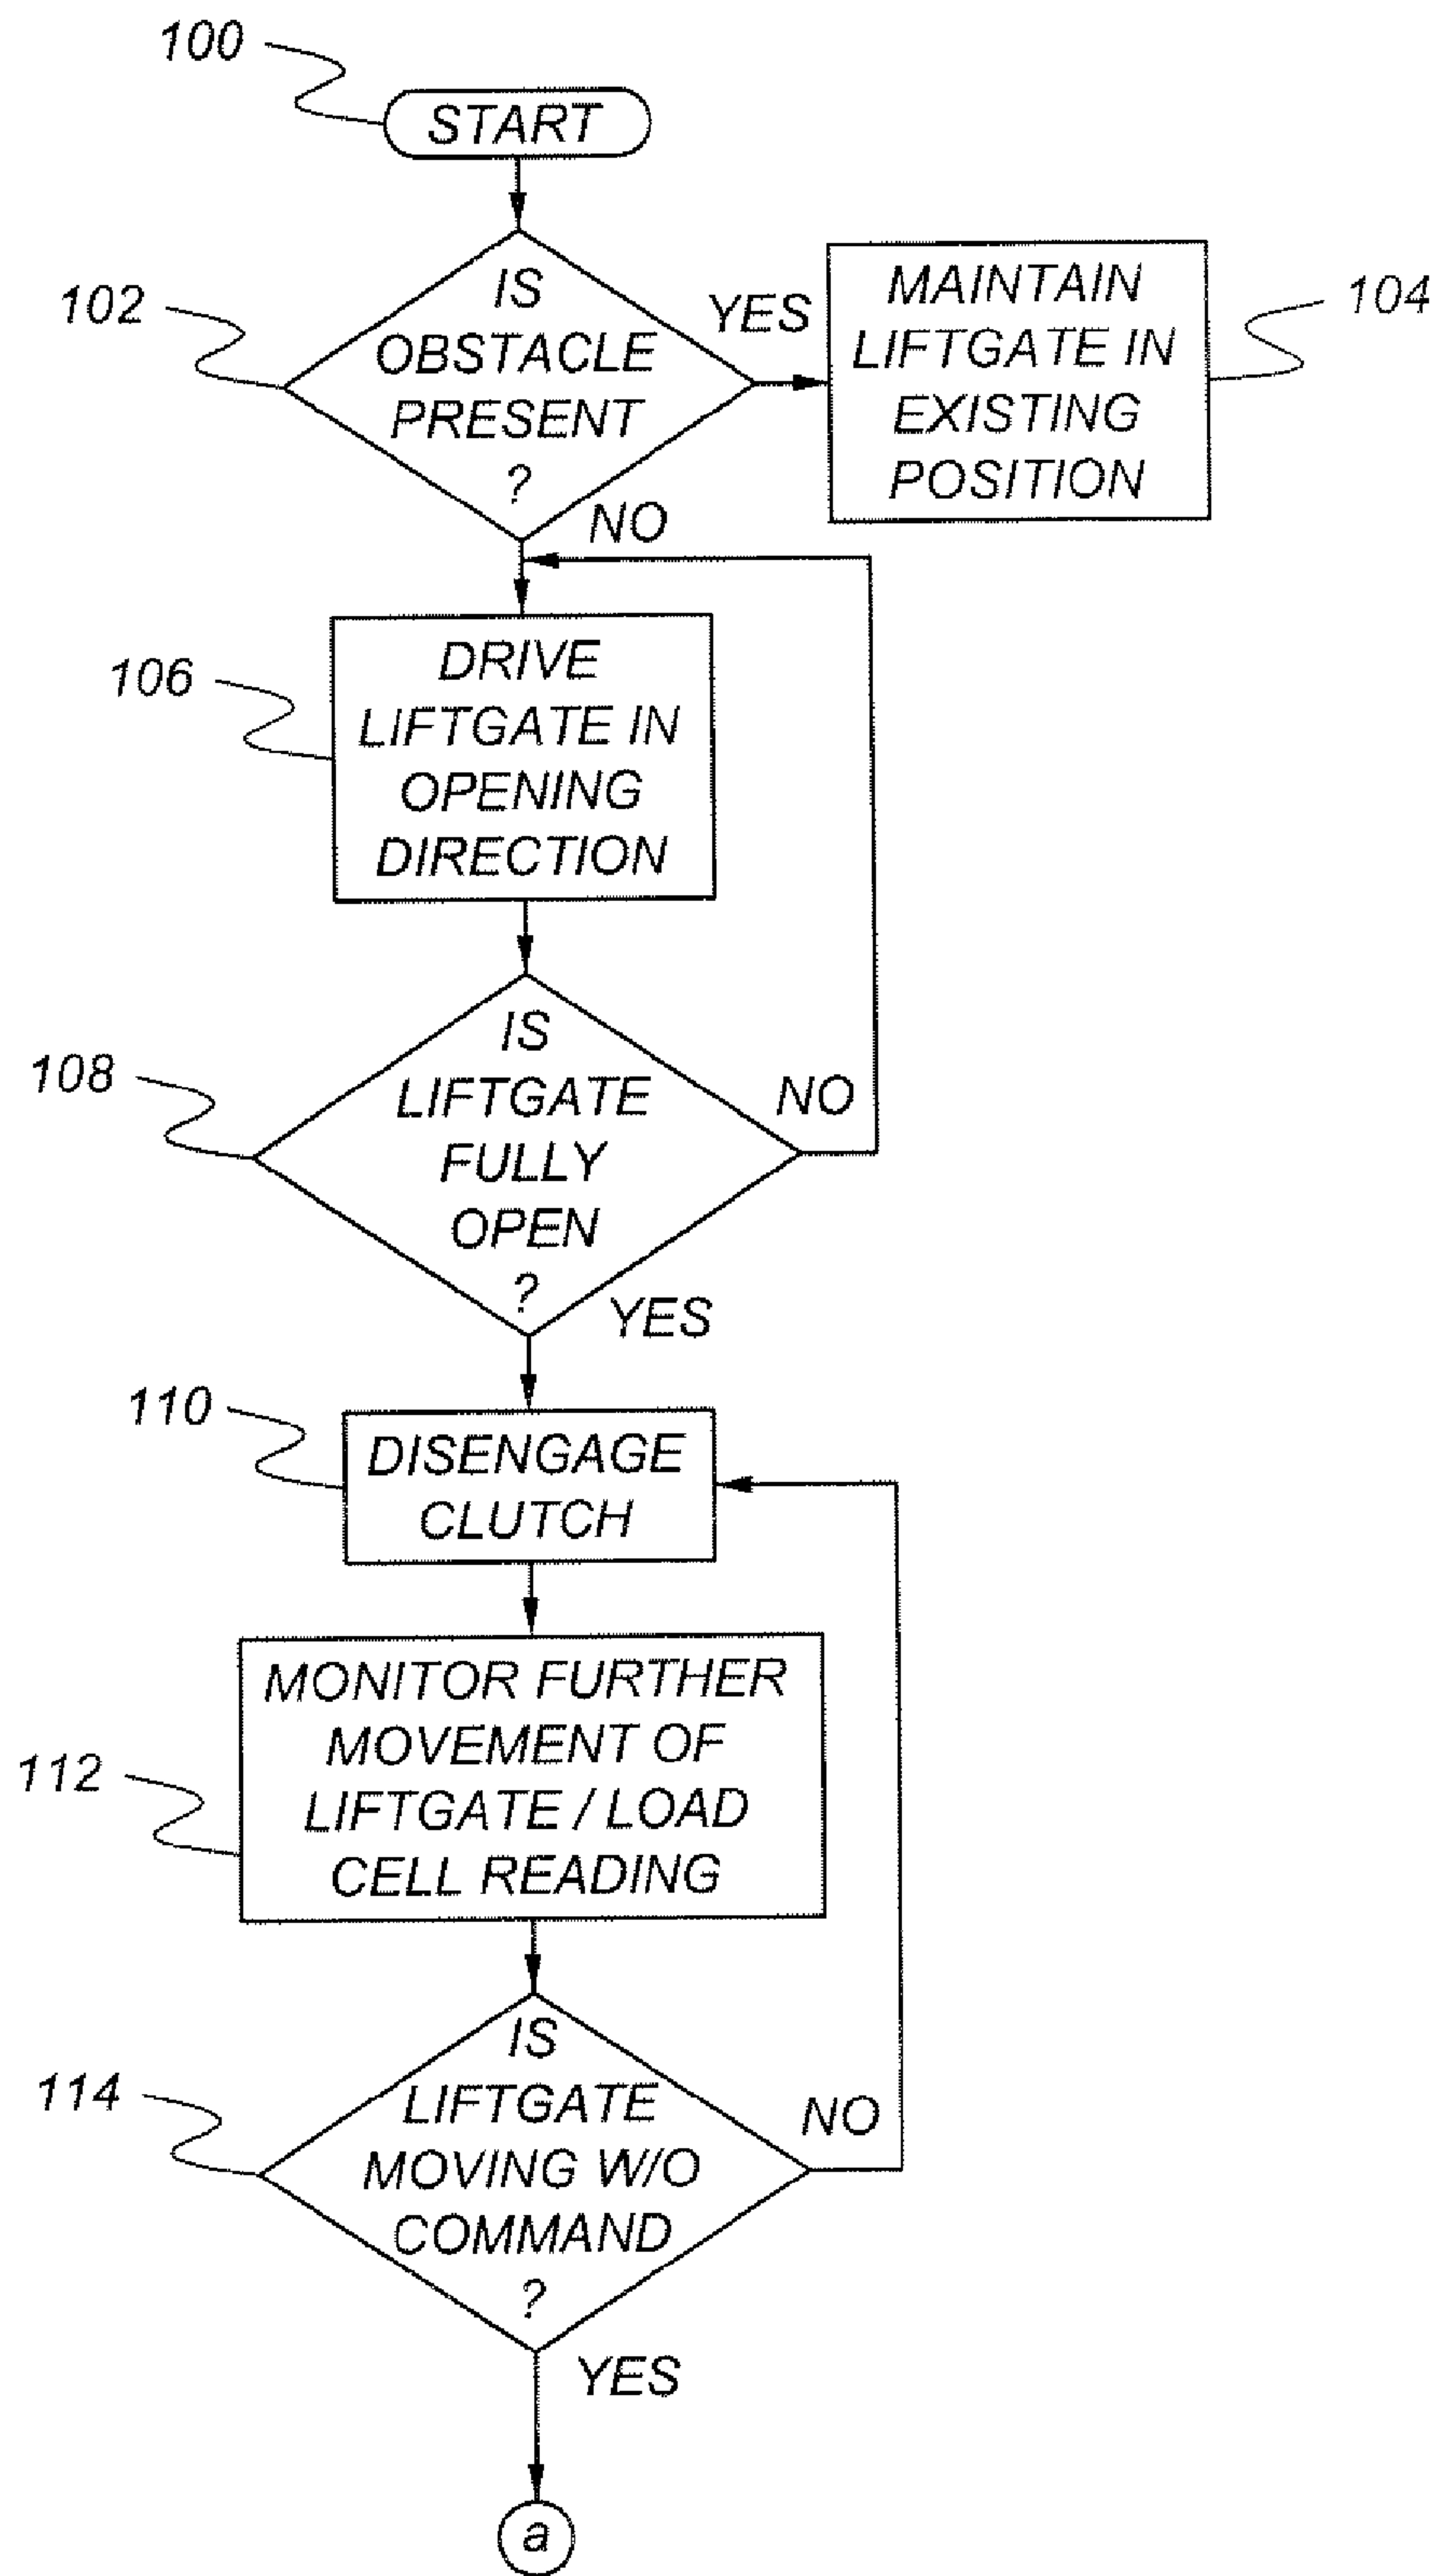 100
START
102
IS
OBSTACLE
PRESENT
?
YES
MAINTAIN
LIFTGATE IN
EXISTING
POSITION
104
NO
106
DRIVE
LIFTGATE IN
OPENING
DIRECTION
108
IS
LIFTGATE
FULLY
OPEN
?
NO
YES
110
DISENGAGE
CLUTCH
112
MONITOR FURTHER
MOVEMENT OF
LIFTGATE / LOAD
CELL READING
114
IS
LIFTGATE
MOVING W/O
COMMAND
?
NO
YES
a